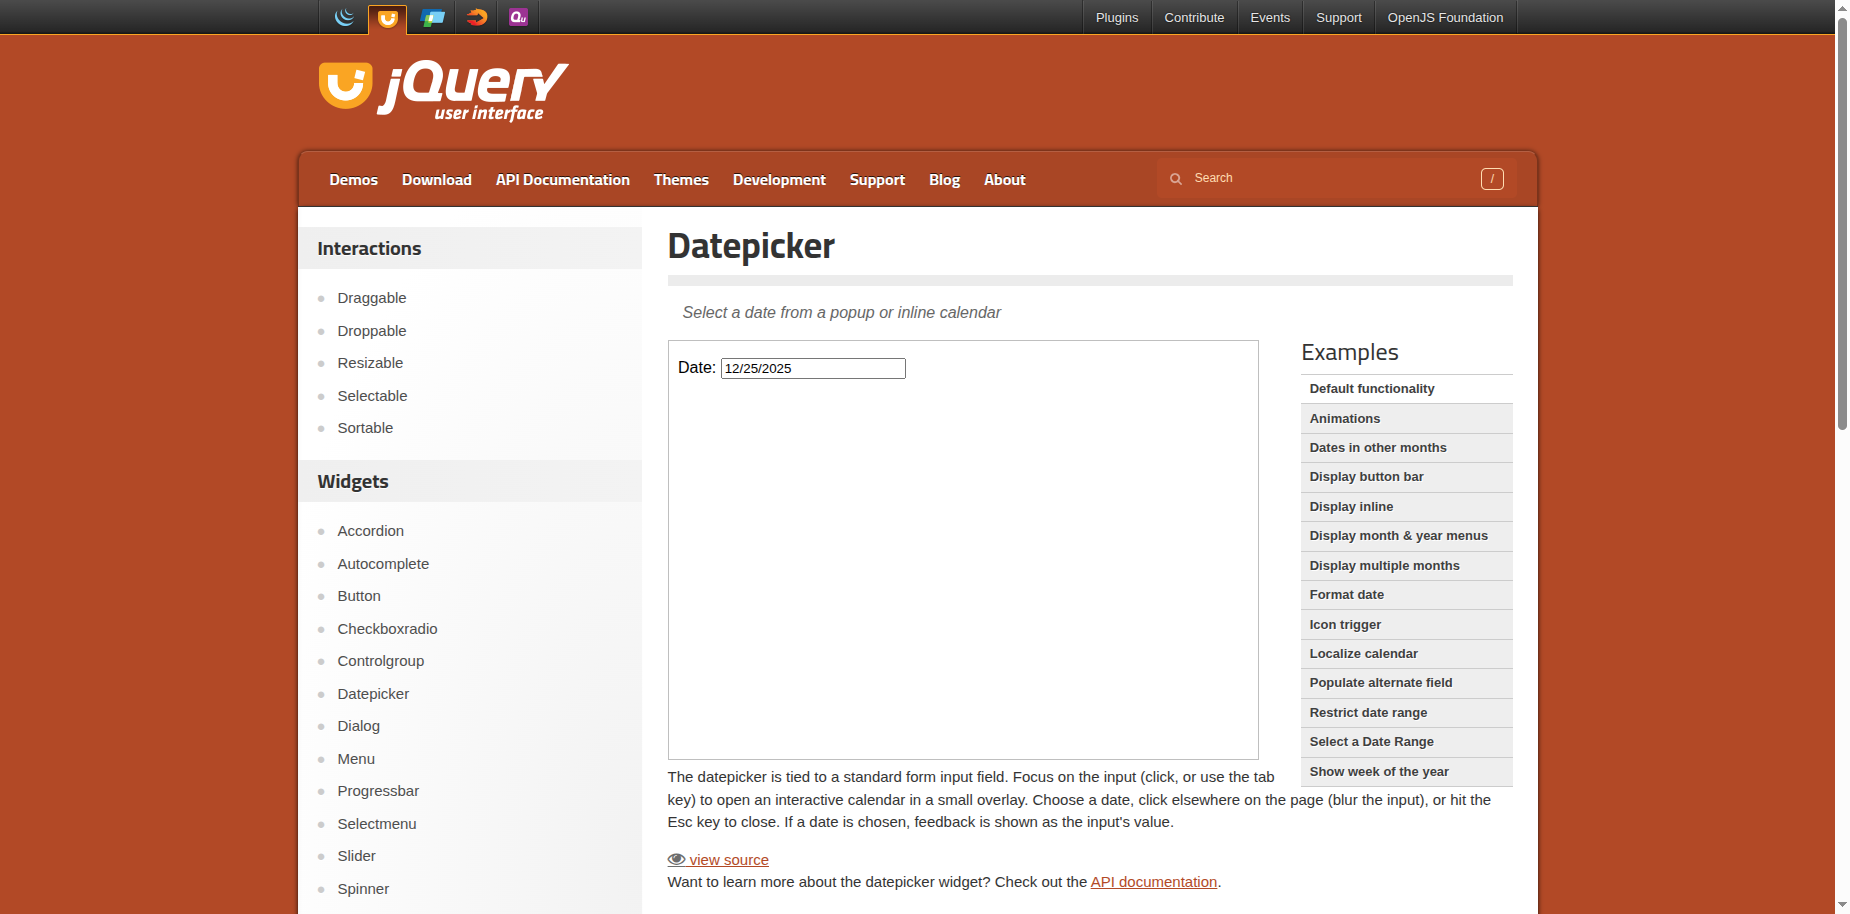 Plugins
Contribute
Events
Support
OpenJS Foundation
jQuery
user interface
Demos
Download
API Documentation
Themes
Development
Support
Blog
About
Search
/
Interactions
Draggable
Droppable
Resizable
Selectable
Sortable
Widgets
Accordion
Autocomplete
Button
Checkboxradio
Controlgroup
Datepicker
Dialog
Menu
Progressbar
Selectmenu
Slider
Spinner
Datepicker
Select a date from a popup or inline calendar
Date: 12/25/2025
Examples
Default functionality
Animations
Dates in other months
Display button bar
Display inline
Display month & year menus
Display multiple months
Format date
Icon trigger
Localize calendar
Populate alternate field
Restrict date range
Select a Date Range
Show week of the year
The datepicker is tied to a standard form input field. Focus on the input (click, or use the tab
key) to open an interactive calendar in a small overlay. Choose a date, click elsewhere on the page (blur the input), or hit the
Esc key to close. If a date is chosen, feedback is shown as the input's value.
view source
Want to learn more about the datepicker widget? Check out the API documentation.